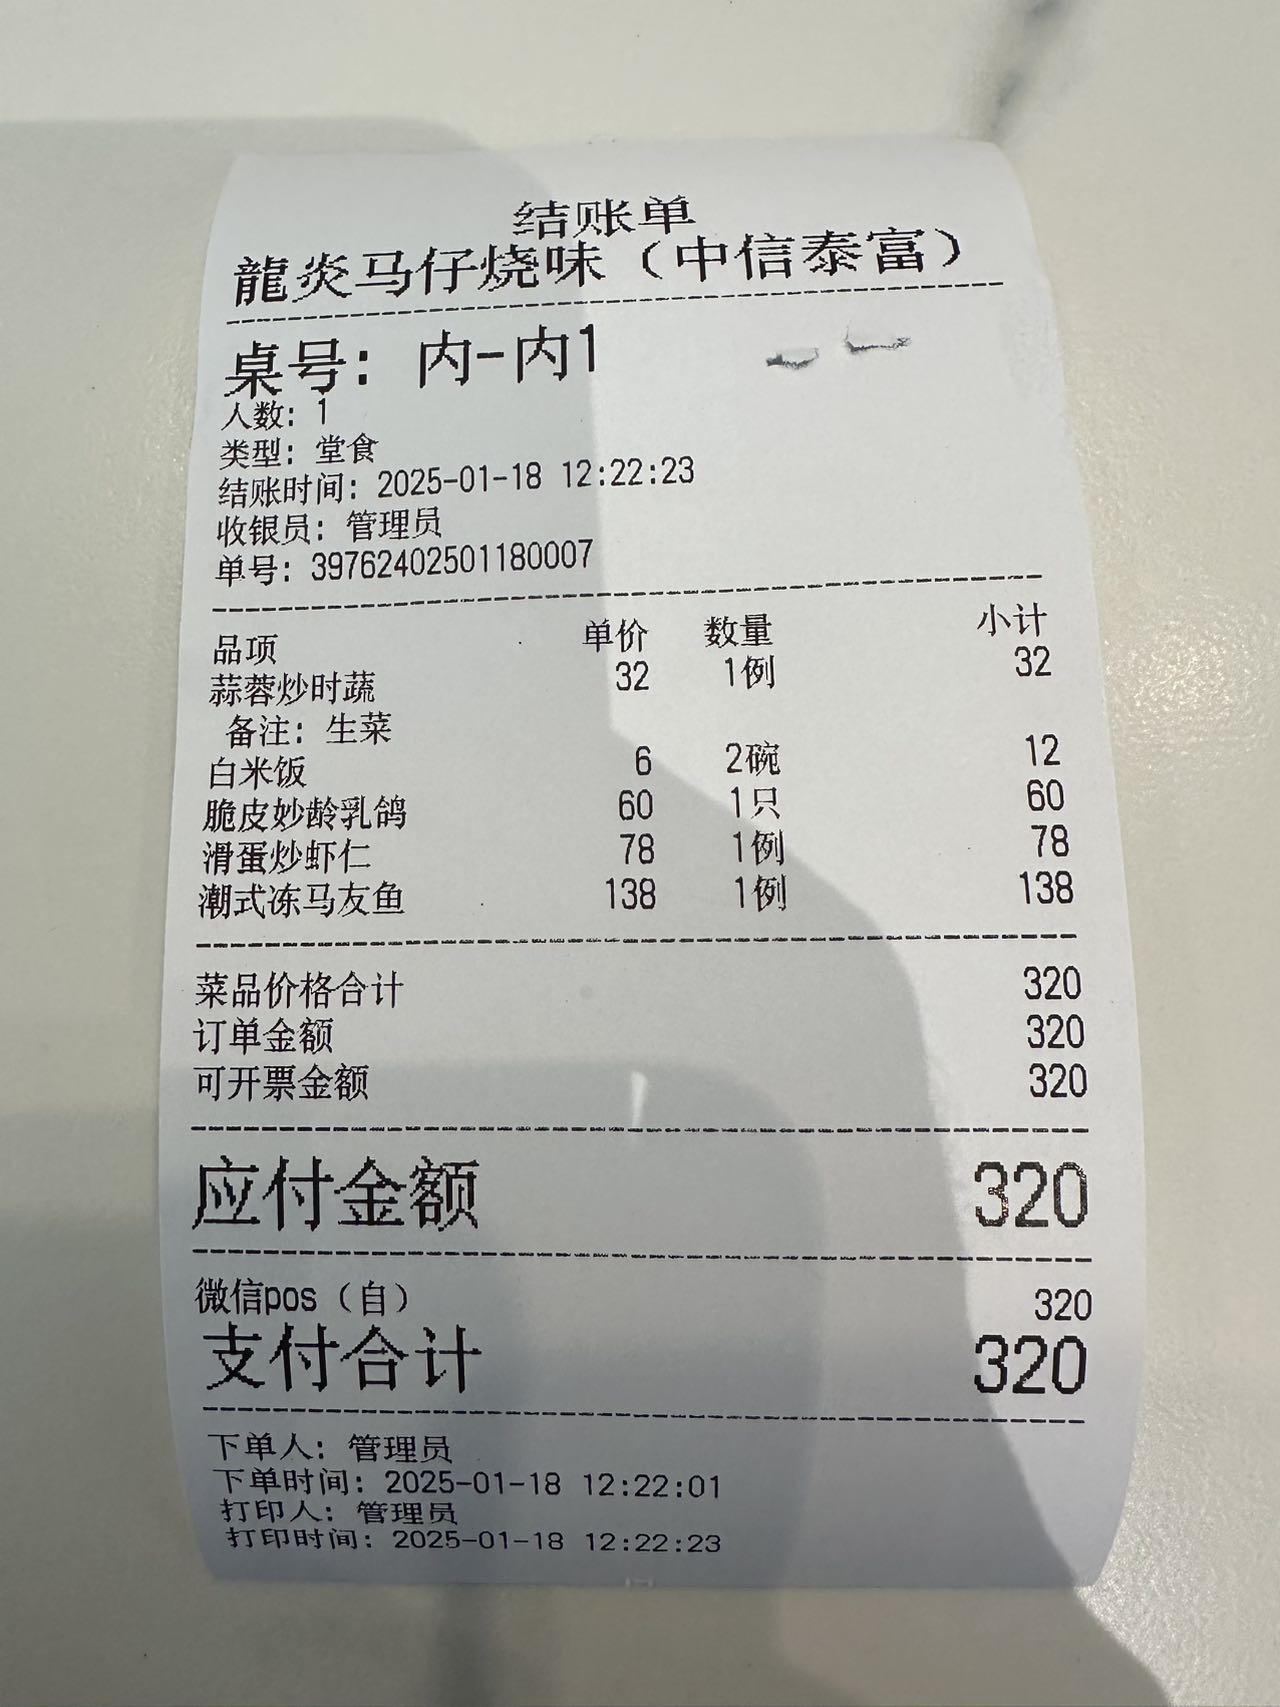 结账单
龍炎马仔烧味（中信泰富）
桌号：内-内1
人数：1
类型：堂食
结账时间：2025-01-18 12:22:23
收银员：管理员
单号：39762402501180007
品项 单价 数量 小计
蒜蓉炒时蔬 32 1例 32
备注：生菜
白米饭 6 2碗 12
脆皮妙龄乳鸽 60 1只 60
滑蛋炒虾仁 78 1例 78
潮式冻马友鱼 138 1例 138
菜品价格合计 320
订单金额 320
可开票金额 320
应付金额 320
微信pos（自） 320
支付合计 320
下单人：管理员
下单时间：2025-01-18 12:22:01
打印人：管理员
打印时间：2025-01-18 12:22:23